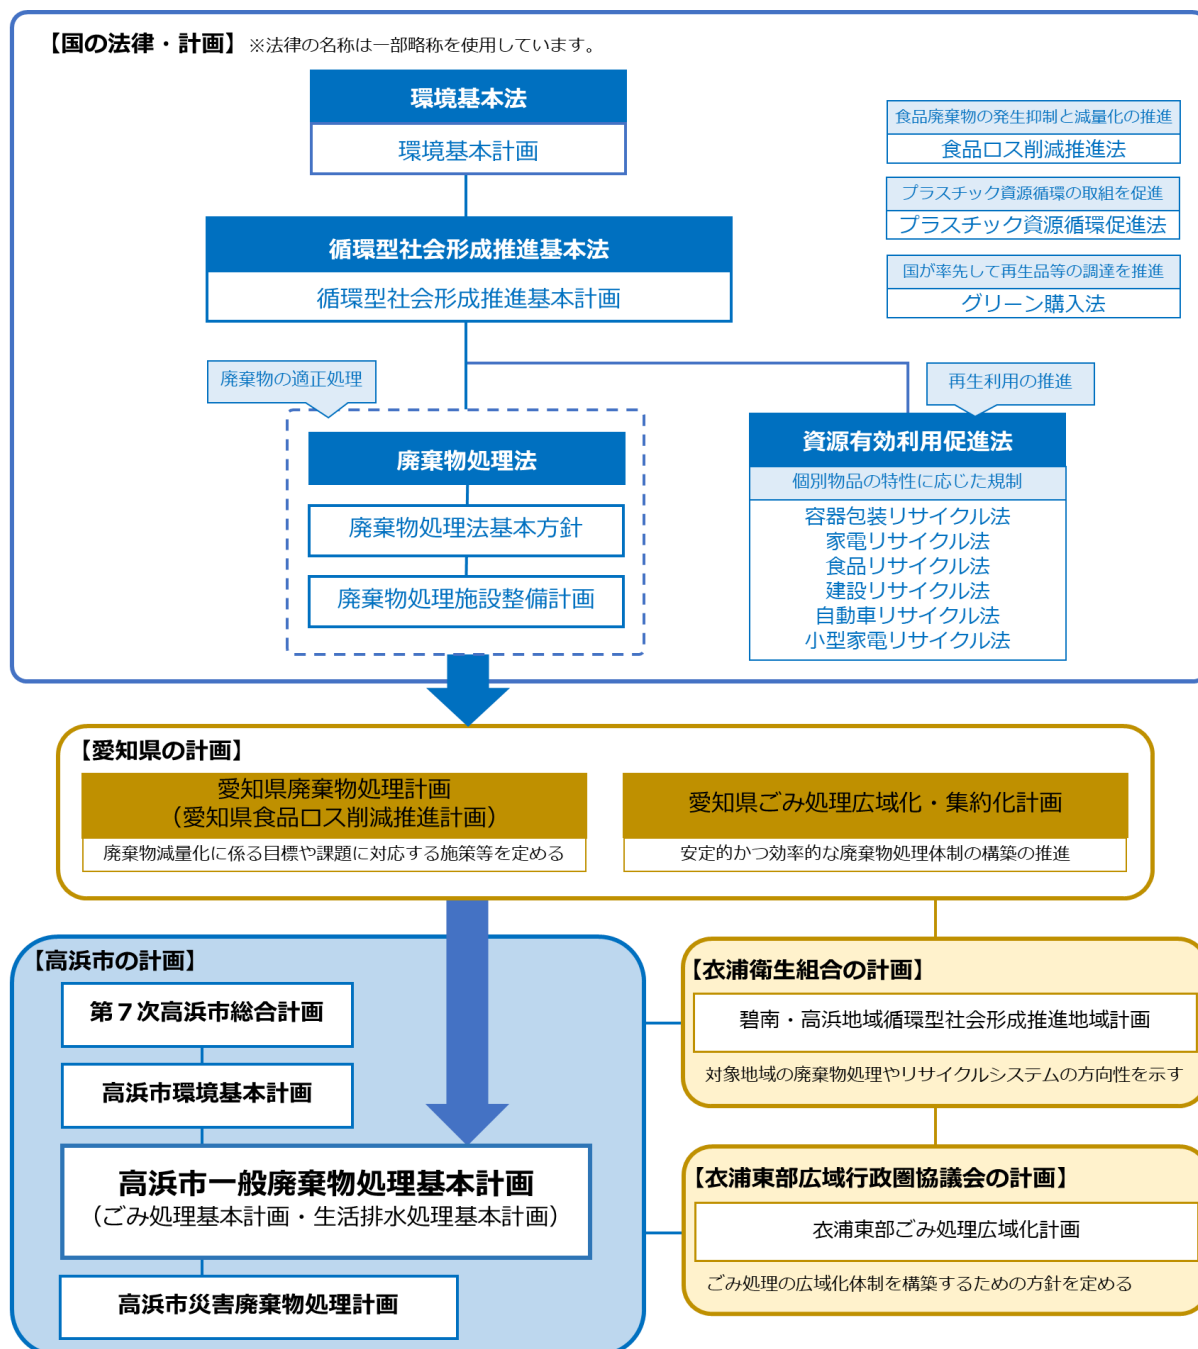 【国の法律・計画】※法律の名称は一部略称を使用しています。
環境基本法
環境基本計画
食品廃棄物の発生抑制と減量化の推進
食品ロス削減推進法
プラスチック資源循環の取組を促進
プラスチック資源循環促進法
国が率先して再生品等の調達を推進
グリーン購入法
循環型社会形成推進基本法
循環型社会形成推進基本計画
廃棄物の適正処理
廃棄物処理法
廃棄物処理法基本方針
廃棄物処理施設整備計画
再生利用の推進
資源有効利用促進法
個別物品の特性に応じた規制
容器包装リサイクル法
家電リサイクル法
食品リサイクル法
建設リサイクル法
自動車リサイクル法
小型家電リサイクル法
【愛知県の計画】
愛知県廃棄物処理計画
（愛知県食品ロス削減推進計画）
廃棄物減量化に係る目標や課題に対応する施策等を定める
愛知県ごみ処理広域化・集約化計画
安定的かつ効率的な廃棄物処理体制の構築の推進
【高浜市の計画】
第７次高浜市総合計画
高浜市環境基本計画
高浜市一般廃棄物処理基本計画
（ごみ処理基本計画・生活排水処理基本計画）
高浜市災害廃棄物処理計画
【衣浦衛生組合の計画】
碧南・高浜地域循環型社会形成推進地域計画
対象地域の廃棄物処理やリサイクルシステムの方向性を示す
【衣浦東部広域行政圏協議会の計画】
衣浦東部ごみ処理広域化計画
ごみ処理の広域化体制を構築するための方針を定める